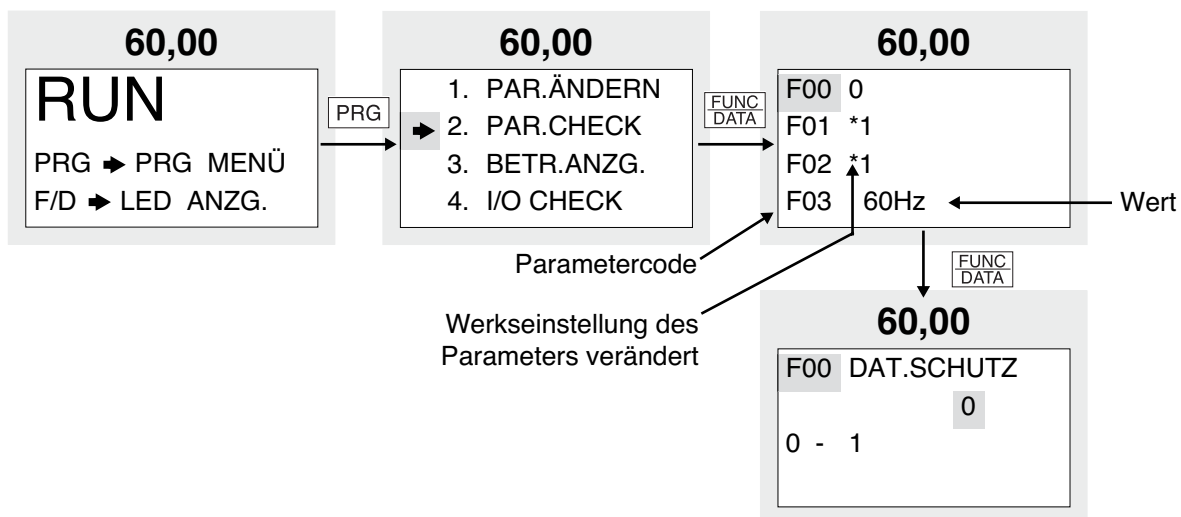 60,00
RUN
PRG ➧ PRG MENÜ
F/D ➧ LED ANZG.
PRG
60,00
1. PAR.ÄNDERN
➧ 2. PAR.CHECK
3. BETR.ANZG.
4. I/O CHECK
FUNC
DATA
60,00
F00 0
F01 *1
F02 *1
F03 60Hz
Wert
Parametercode
Werkseinstellung des
Parameters verändert
FUNC
DATA
60,00
F00 DAT.SCHUTZ
0
0 - 1